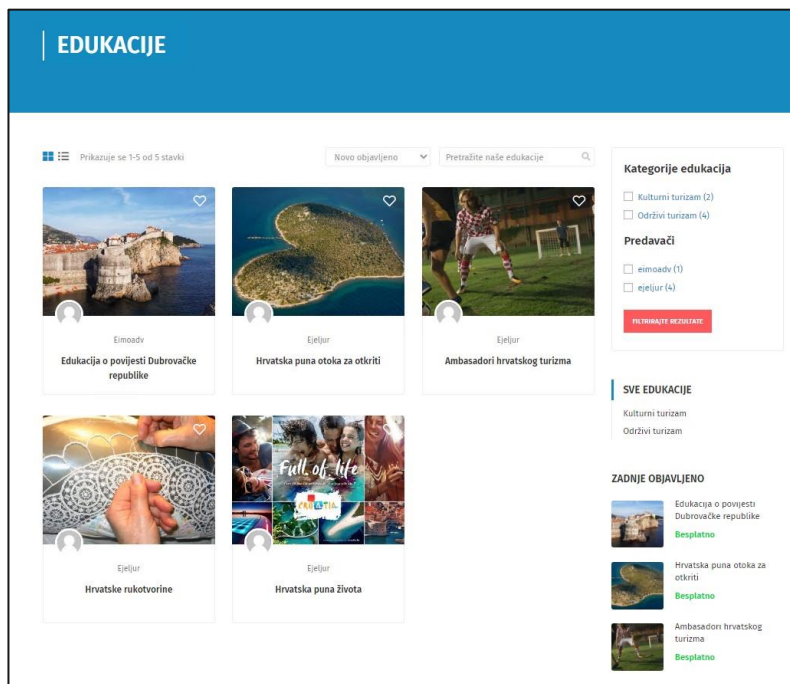 EDUKACIJE
Prikazuje se 1-5 od 5 stavki
Novo objavljeno
Pretražite naše edukacije
Eimoadv
Edukacija o povijesti Dubrovačke
republike
Ejeljur
Hrvatska puna otoka za otkriti
Ejeljur
Ambasadori hrvatskog turizma
Full of life
CROATIA
Ejeljur
Hrvatske rukotvorine
Ejeljur
Hrvatska puna života
Kategorije edukacija
Kulturni turizam (2)
Održivi turizam (4)
Predavači
eimoadv (1)
ejeljur (4)
FILTRIRAJTE REZULTATE
SVE EDUKACIJE
Kulturni turizam
Održivi turizam
ZADNJE OBJAVLJENO
Edukacija o povijesti
Dubrovačke republike
Besplatno
Hrvatska puna otoka za
otkriti
Besplatno
Ambasadori hrvatskog
turizma
Besplatno